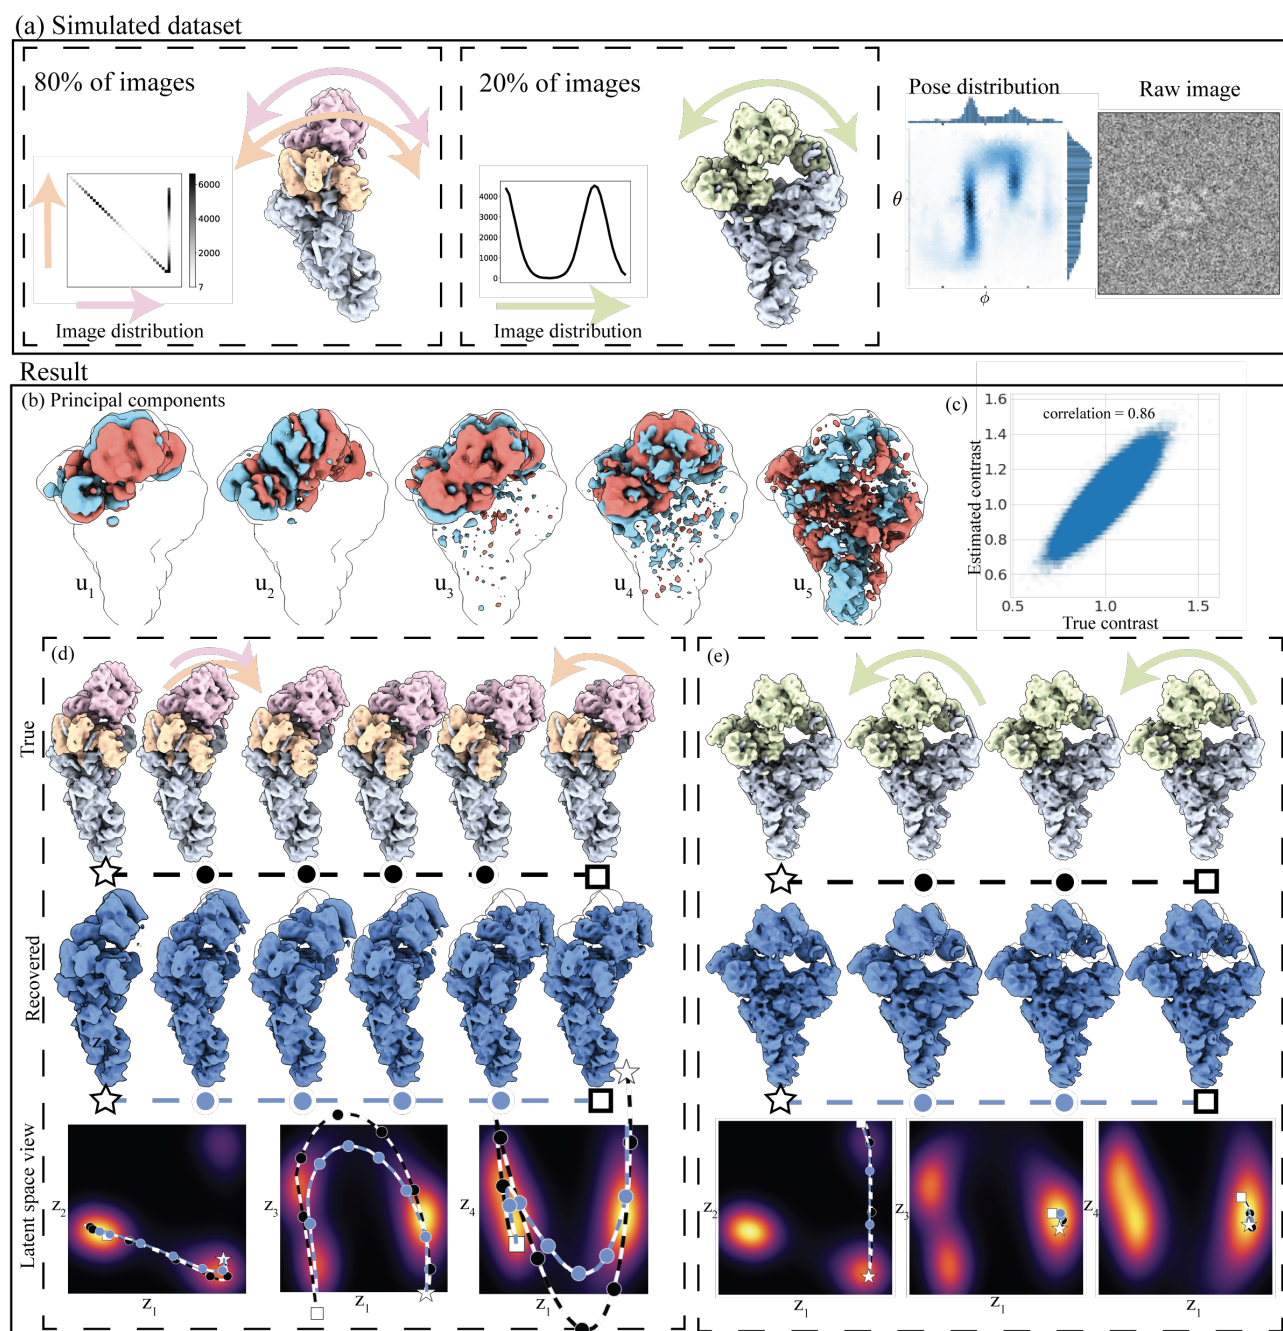 (a) Simulated dataset
80% of images
6000
4000
2000
7
Image distribution
20% of images
4000
3000
2000
1000
0
Image distribution
Pose distribution
θ
ϕ
Raw image
Result
(b) Principal components
u1
u2
u3
u4
u5
(c)
correlation = 0.86
1.6
1.4
1.2
1.0
0.8
0.6
0.5
1.0
1.5
Estimated contrast
True contrast
(d)
(e)
True
Recovered
z
Latent space view
z2
z1
z3
z1
z4
z1
z2
z1
z3
z1
z4
z1